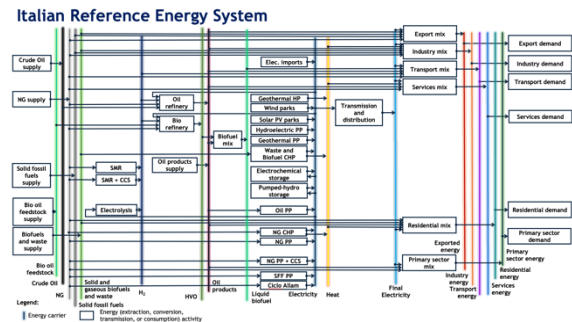 Italian Reference Energy System
Export mix
Export demand
Industry mix
Crude Oil
supply
Elec. imports
Industry demand
Transport mix
Transport demand
Services mix
NG supply
Oil
refinery
Geothermal HP
Wind parks
Transmission
and
distribution
Solar PV parks
Services demand
Bio
refinery
Hydroelectric PP
Biofuel
mix
Geothermal PP
Waste and
Biofuel CHP
Oil products
supply
SMR
Solid fossil
fuels
supply
SMR + CCS
Electrochemical
storage
Pumped-hydro
storage
Bio oil
feedstock
supply
Electrolysis
Oil PP
Residential demand
Residential mix
Biofuels
and waste
supply
NG CHP
Primary sector
demand
NG PP
Exported
energy
Primary
sector energy
Primary sector
mix
NG PP + CCS
Bio oil
feedstock
Industry
energy
Residential
energy
SFF PP
Crude Oil
Solid and
gaseous biofuels
and waste
Oil
products
Ciclo Allam
Transport
energy
Services
energy
NG
H2
HVO
Liquid
biofuel
Electricity
Heat
Final
Electricity
Solid fossil fuels
Legend:
Energy carrier
Energy (extraction, conversion,
transmission, or consumption) activity